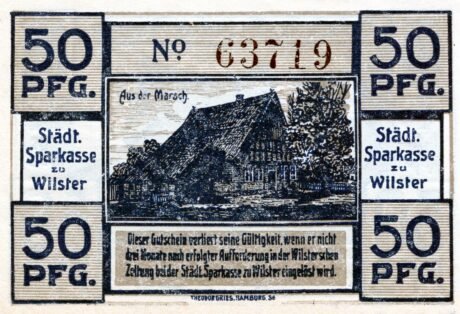 50 PFG.
No 63719
50 PFG.
Aus der Marsch.
Städt.
Sparkasse
zu
Wilster
Städt.
Sparkasse
zu
Wilster
50 PFG.
Dieser Gutschein verliert seine Gültigkeit, wenn er nicht
drei Monate nach erfolgter Aufforderung in der Wilsterschen
Zeitung bei der Städt. Sparkasse zu Wilster eingelöst wird.
50 PFG.
THEODOR GRIES, HAMBURG 36